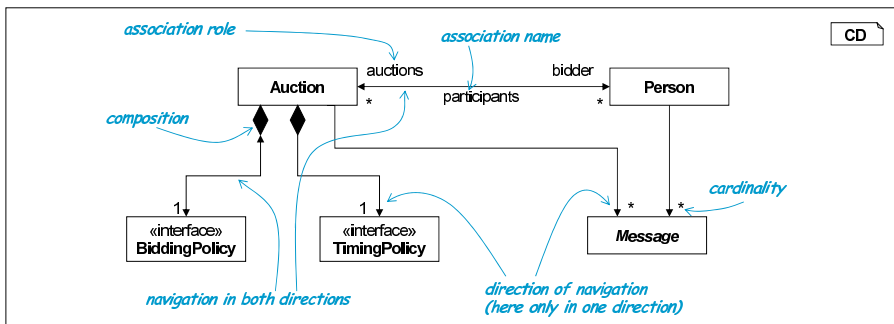 association role
association name
CD
auctions
bidder
Auction
Person
*
participants
*
composition
cardinality
1
1
*
*
«interface»
BiddingPolicy
«interface»
TimingPolicy
Message
navigation in both directions
direction of navigation
(here only in one direction)